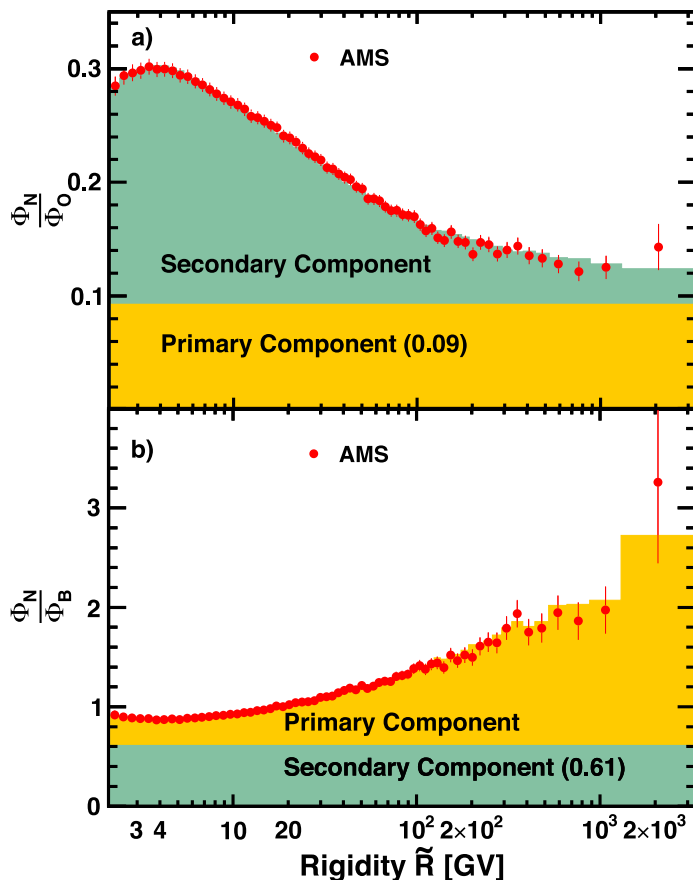 a)
AMS
0.3
0.2
0.1
Φ_N
Φ_O
Secondary Component
Primary Component (0.09)
b)
AMS
3
2
1
0
Φ_N
Φ_B
Primary Component
Secondary Component (0.61)
3 4 10 20 10² 2×10² 10³ 2×10³
Rigidity R̃ [GV]